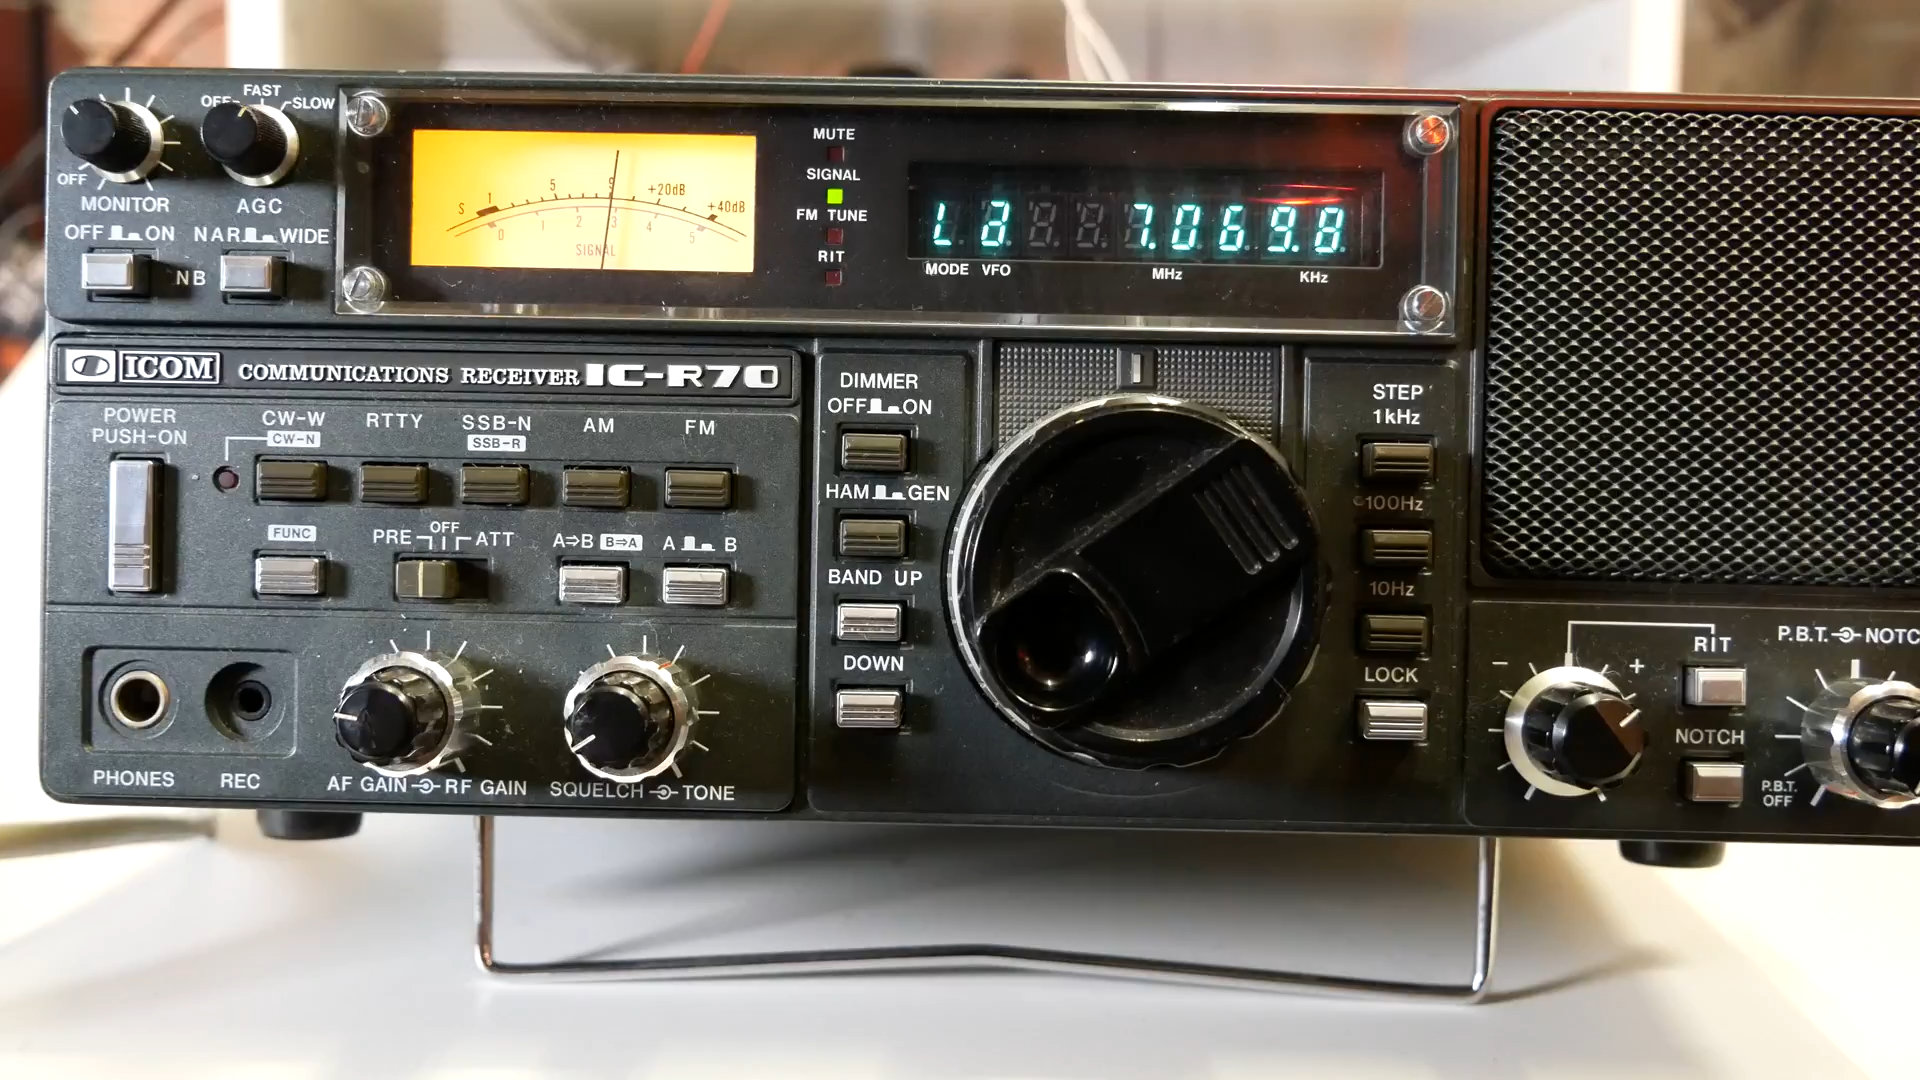 OFF FAST SLOW
OFF
MONITOR AGC
OFF ON NAR WIDE
NB
S 1 5 9 +20dB +40dB
0 1 2 3 4 5
SIGNAL
MUTE
SIGNAL
FM TUNE
RIT
7.069.8
MODE VFO MHz KHz
ICOM COMMUNICATIONS RECEIVER IC-R70
POWER
PUSH-ON
CW-W RTTY SSB-N AM FM
CW-N SSB-R
FUNC PRE OFF ATT A⇒B B⇒A A B
PHONES REC AF GAIN RF GAIN SQUELCH TONE
DIMMER
OFF ON
HAM GEN
BAND UP
DOWN
STEP
1kHz
100Hz
10Hz
LOCK
− + RIT
NOTCH
P.B.T. NOTC
P.B.T.
OFF